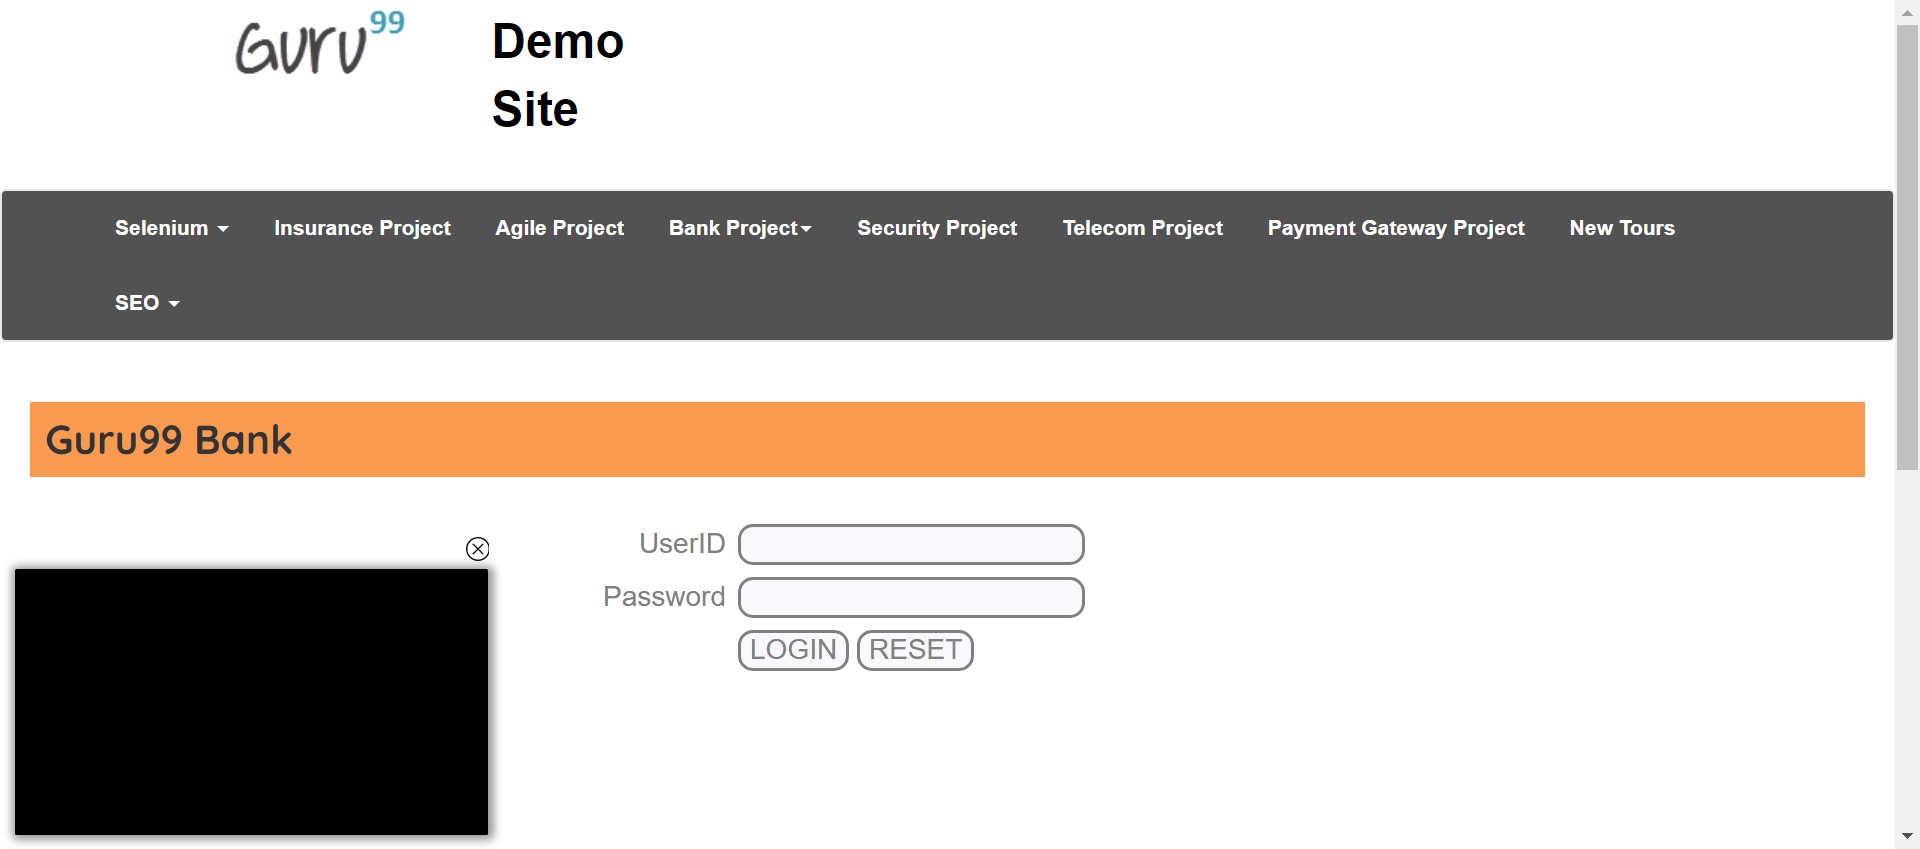 Guru99
Demo
Site
Selenium Insurance Project Agile Project Bank Project Security Project Telecom Project Payment Gateway Project New Tours
SEO
Guru99 Bank
UserID
Password
LOGIN RESET